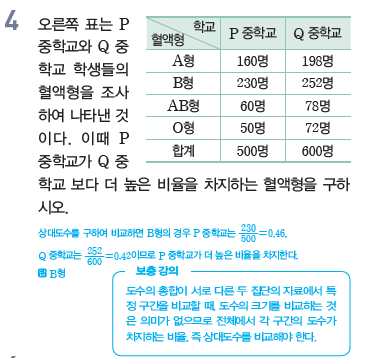 4
오른쪽 표는 P
중학교와 Q 중
학교 학생들의
혈액형을 조사
하여 나타낸 것
이다. 이때 P
중학교가 Q 중
학교 보다 더 높은 비율을 차지하는 혈액형을 구하
시오.
학교
혈액형
P 중학교 Q 중학교
A형 160명 198명
B형 230명 252명
AB형 60명 78명
O형 50명 72명
합계 500명 600명
상대도수를 구하여 비교하면 B형의 경우 P 중학교는 230/500=0.46,
Q 중학교는 252/600=0.42이므로 P 중학교가 더 높은 비율을 차지한다.
답 B형
보충 강의
도수의 총합이 서로 다른 두 집단의 자료에서 특
정 구간을 비교할 때, 도수의 크기를 비교하는 것
은 의미가 없으므로 전체에서 각 구간의 도수가
차지하는 비율, 즉 상대도수를 비교해야 한다.